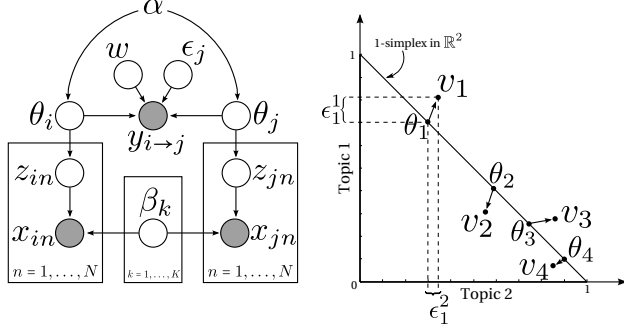 α
w
ϵ_j
θ_i
θ_j
y_{i→j}
z_{in}
z_{jn}
β_k
x_{in}
x_{jn}
n = 1, . . . , N
k = 1, . . . , K
n = 1, . . . , N
1
1-simplex in ℝ²
v_1
ϵ_1^1
θ_1
Topic 1
θ_2
v_2
v_3
θ_3
θ_4
v_4
0
Topic 2
1
ϵ_1^2